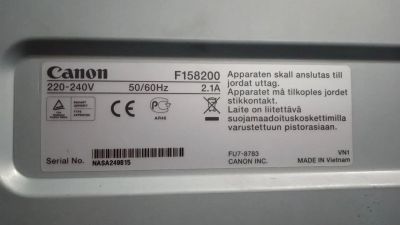 Canon F158200
220-240V 50/60Hz 2.1A
Apparaten skall anslutas till
jordat uttag.
Apparatet må tilkoples jordet
stikkontakt.
Laite on liitettävä
suojamaadoituskoskettimilla
varustettuun pistorasiaan.
CE
Serial No. NASA249815
FU7-8783 VN1
CANON INC. MADE IN Vietnam